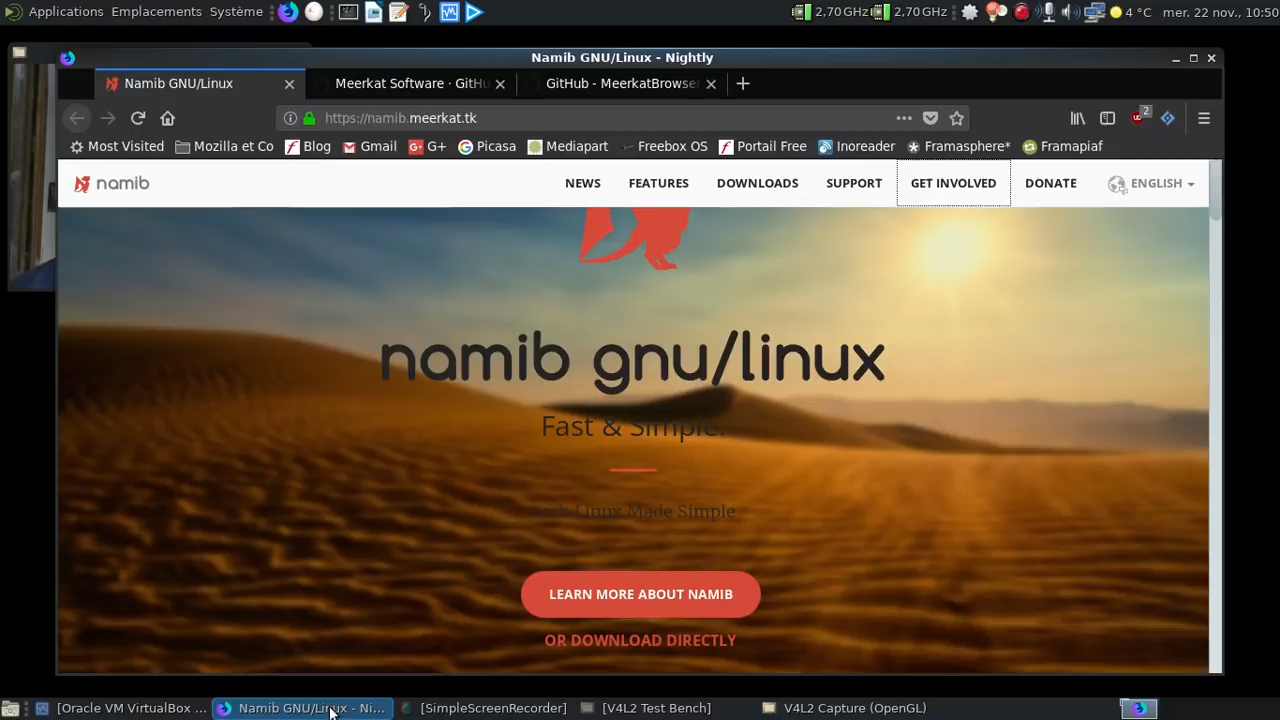 Applications Emplacements Système 2,70 GHz 2,70 GHz 4 °C mer. 22 nov., 10:50
Namib GNU/Linux - Nightly
Namib GNU/Linux Meerkat Software · GitHu GitHub - MeerkatBrowser
https://namib.meerkat.tk 2
Most Visited Mozilla et Co Blog Gmail G+ Picasa Mediapart Freebox OS Portail Free Inoreader Framasphere* Framapiaf
namib NEWS FEATURES DOWNLOADS SUPPORT GET INVOLVED DONATE ENGLISH
namib gnu/linux
Fast & Simple.
Linux Made Simple
LEARN MORE ABOUT NAMIB
OR DOWNLOAD DIRECTLY
[Oracle VM VirtualBox ... Namib GNU/Linux - Ni... [SimpleScreenRecorder] [V4L2 Test Bench] V4L2 Capture (OpenGL)